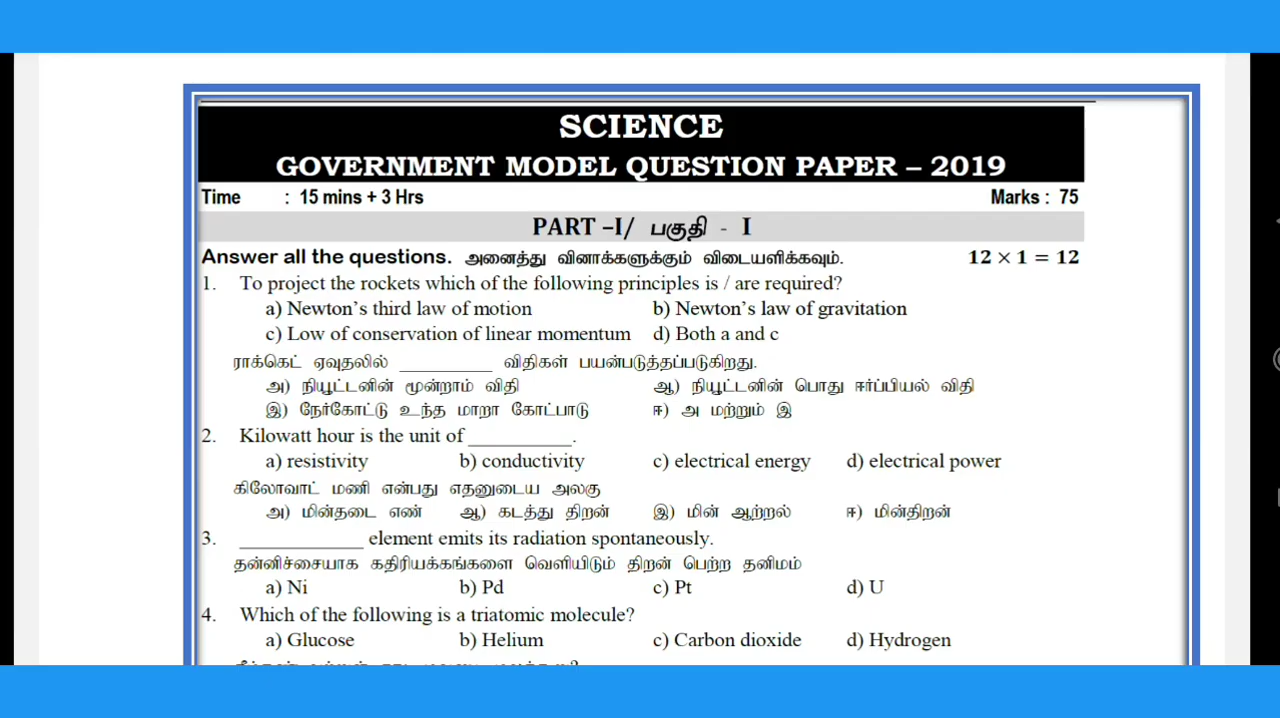 SCIENCE
GOVERNMENT MODEL QUESTION PAPER – 2019
Time : 15 mins + 3 Hrs Marks : 75
PART –I/ பகுதி - I
Answer all the questions. அனைத்து வினாக்களுக்கும் விடையளிக்கவும். 12 × 1 = 12
1. To project the rockets which of the following principles is / are required?
a) Newton's third law of motion b) Newton's law of gravitation
c) Low of conservation of linear momentum d) Both a and c
ராக்கெட் ஏவுதலில் __________ விதிகள் பயன்படுத்தப்படுகிறது.
அ) நியூட்டனின் மூன்றாம் விதி ஆ) நியூட்டனின் பொது ஈர்ப்பியல் விதி
இ) நேர்கோட்டு உந்த மாறா கோட்பாடு ஈ) அ மற்றும் இ
2. Kilowatt hour is the unit of __________.
a) resistivity b) conductivity c) electrical energy d) electrical power
கிலோவாட் மணி என்பது எதனுடைய அலகு
அ) மின்தடை எண் ஆ) கடத்து திறன் இ) மின் ஆற்றல் ஈ) மின்திறன்
3. ____________ element emits its radiation spontaneously.
தன்னிச்சையாக கதிரியக்கங்களை வெளியிடும் திறன் பெற்ற தனிமம்
a) Ni b) Pd c) Pt d) U
4. Which of the following is a triatomic molecule?
a) Glucose b) Helium c) Carbon dioxide d) Hydrogen